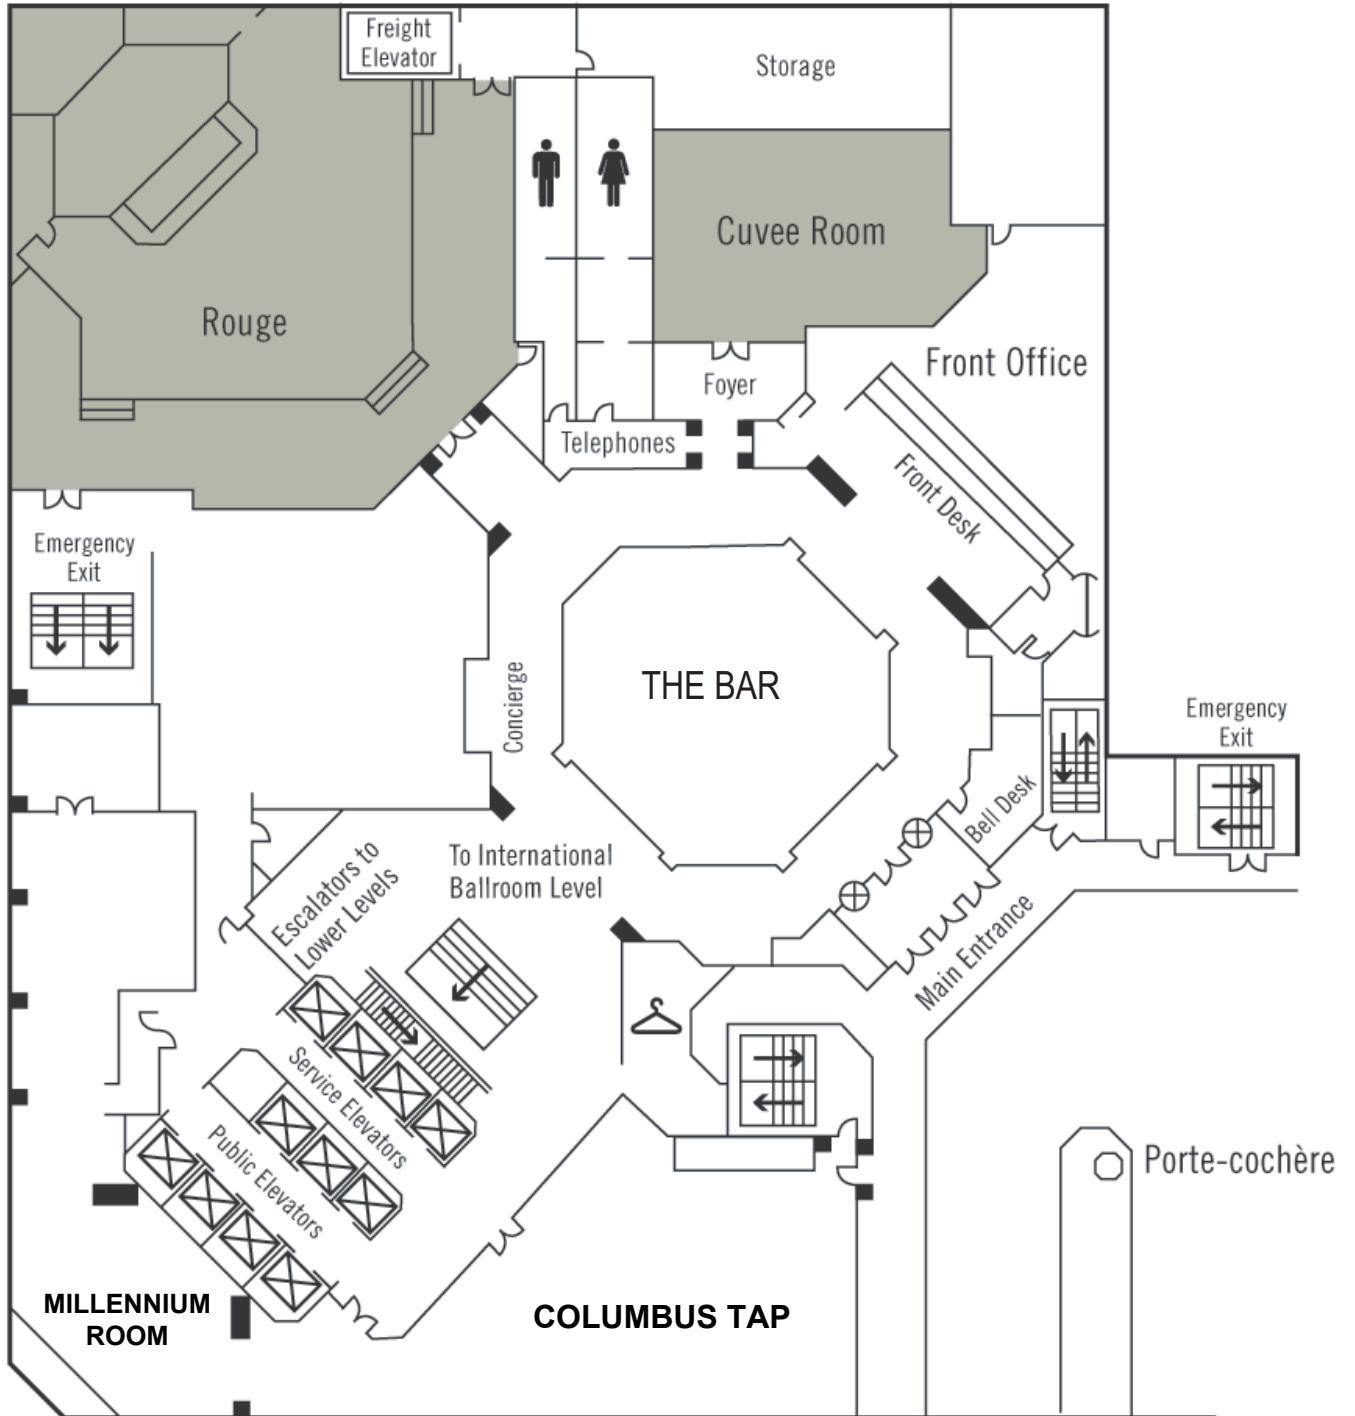 Freight
Elevator
Storage
Cuvee Room
Rouge
Front Office
Foyer
Telephones
Front Desk
Emergency
Exit
THE BAR
Concierge
Emergency
Exit
Bell Desk
To International
Ballroom Level
Escalators to
Lower Levels
Main Entrance
Service Elevators
Public Elevators
Porte-cochère
MILLENNIUM
ROOM
COLUMBUS TAP